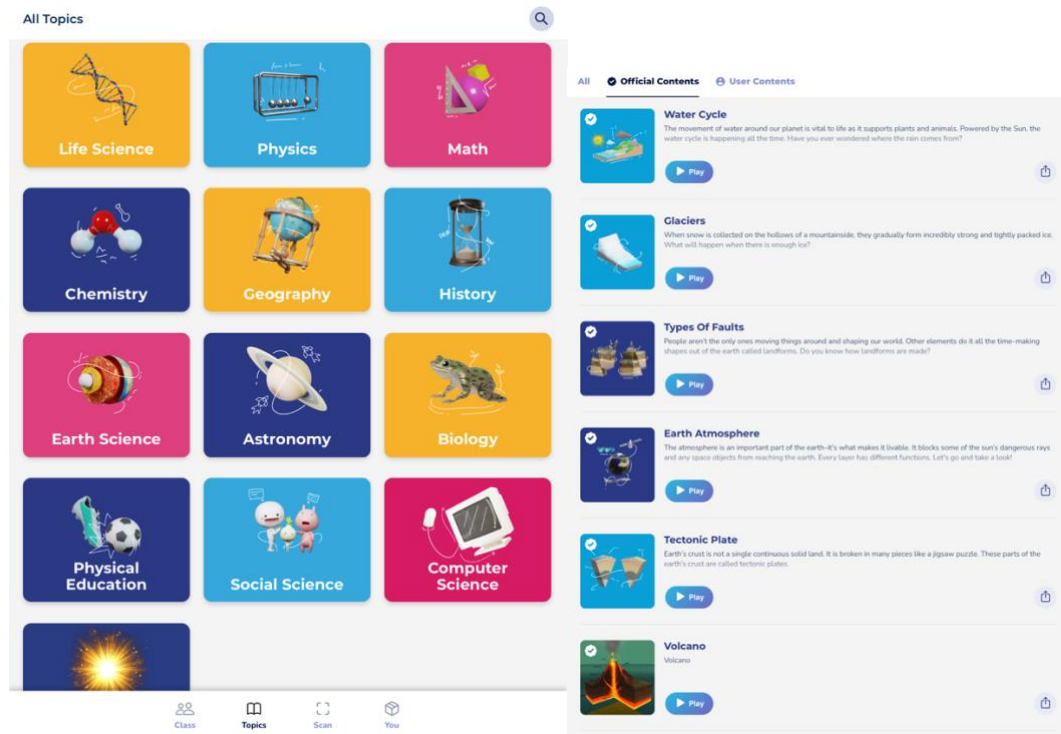 All Topics
Life Science
Physics
Math
Chemistry
Geography
History
Earth Science
Astronomy
Biology
Physical
Education
Social Science
Computer
Science
Class
Topics
Scan
You
All
Official Contents
User Contents
Water Cycle
The movement of water around our planet is vital to life as it supports plants and animals. Powered by the Sun, the
water cycle is happening all the time. Have you ever wondered where the rain comes from?
Play
Glaciers
When snow is collected on the hollows of a mountainside, they gradually form incredibly strong and tightly packed ice.
What will happen when there is enough ice?
Play
Types Of Faults
People aren't the only ones moving things around and shaping our world. Other elements do it all the time-making
shapes out of the earth called landforms. Do you know how landforms are made?
Play
Earth Atmosphere
The atmosphere is an important part of the earth-it's what makes it livable. It blocks some of the sun's dangerous rays
and any space objects from reaching the earth. Every layer has different functions. Let's go and take a look!
Play
Tectonic Plate
Earth's crust is not a single continuous solid land. It is broken in many pieces like a jigsaw puzzle. These parts of the
earth's crust are called tectonic plates.
Play
Volcano
Volcano
Play